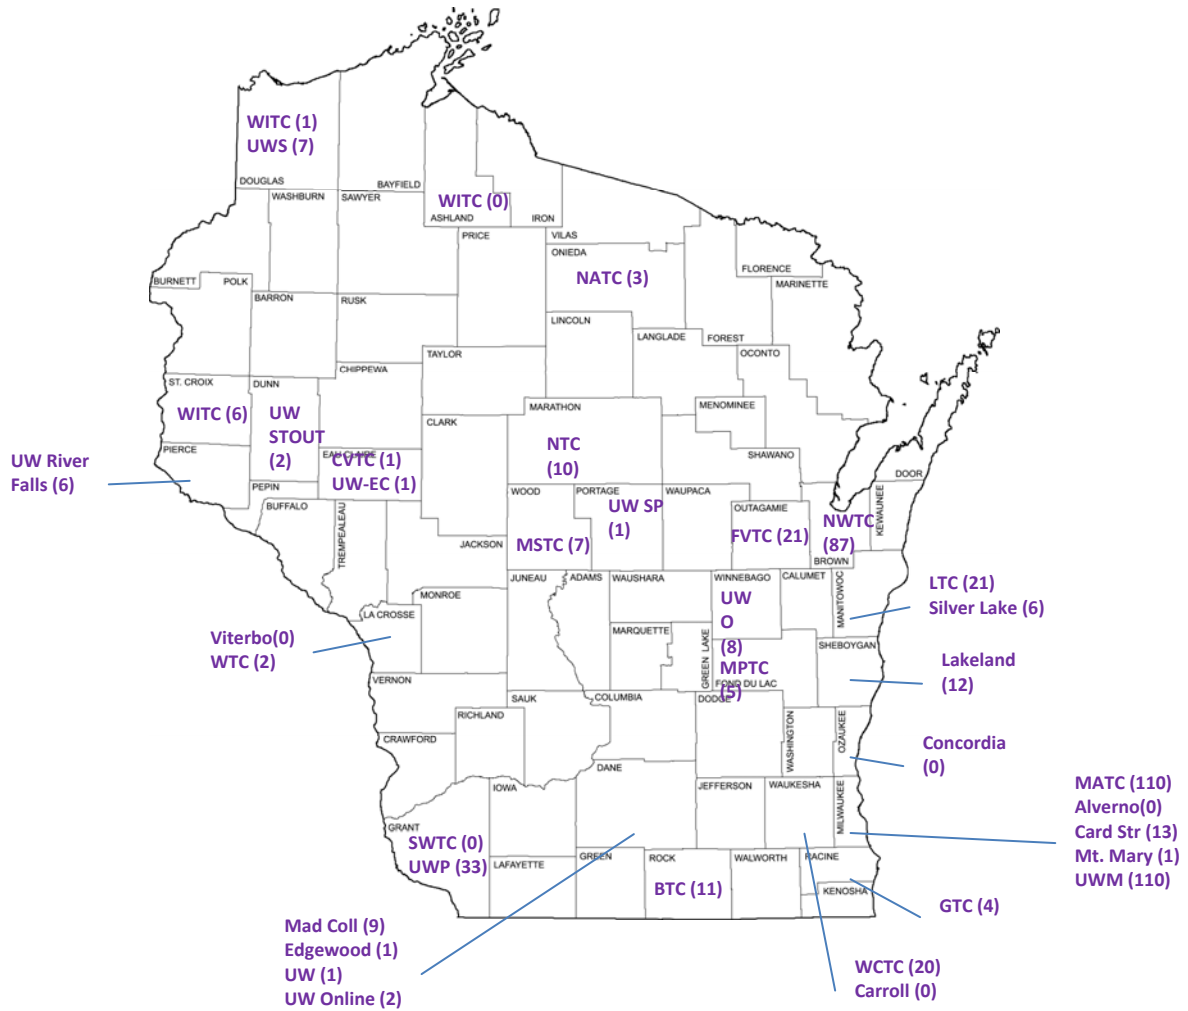 WITC (1)
UWS (7)
DOUGLAS
BAYFIELD
WASHBURN
SAWYER
WITC (0)
ASHLAND
IRON
PRICE
VILAS
ONIEDA
NATC (3)
FLORENCE
MARINETTE
BURNETT
POLK
BARRON
RUSK
LINCOLN
LANGLADE
FOREST
OCONTO
TAYLOR
CHIPPEWA
ST. CROIX
DUNN
WITC (6)
UW
STOUT
(2)
MARATHON
MENOMINEE
CLARK
NTC
(10)
PIERCE
EAU CLAIRE
CVTC (1)
UW-EC (1)
SHAWANO
DOOR
UW River
Falls (6)
PEPIN
BUFFALO
TREMPEALEAU
WOOD
PORTAGE
WAUPACA
UW SP
(1)
MSTC (7)
OUTAGAMIE
FVTC (21)
NWTC
(87)
BROWN
KEWAUNEE
JACKSON
JUNEAU
ADAMS
WAUSHARA
WINNEBAGO
CALUMET
MANITOWOC
UW
O
(8)
LTC (21)
Silver Lake (6)
MONROE
LA CROSSE
Viterbo(0)
WTC (2)
MARQUETTE
GREEN LAKE
MPTC
(5)
FOND DU LAC
SHEBOYGAN
Lakeland
(12)
VERNON
SAUK
COLUMBIA
DODGE
RICHLAND
CRAWFORD
WASHINGTON
OZAUKEE
Concordia
(0)
DANE
IOWA
JEFFERSON
WAUKESHA
MILWAUKEE
MATC (110)
Alverno(0)
Card Str (13)
Mt. Mary (1)
UWM (110)
GRANT
SWTC (0)
UWP (33)
LAFAYETTE
GREEN
ROCK
BTC (11)
WALWORTH
RACINE
KENOSHA
GTC (4)
Mad Coll (9)
Edgewood (1)
UW (1)
UW Online (2)
WCTC (20)
Carroll (0)